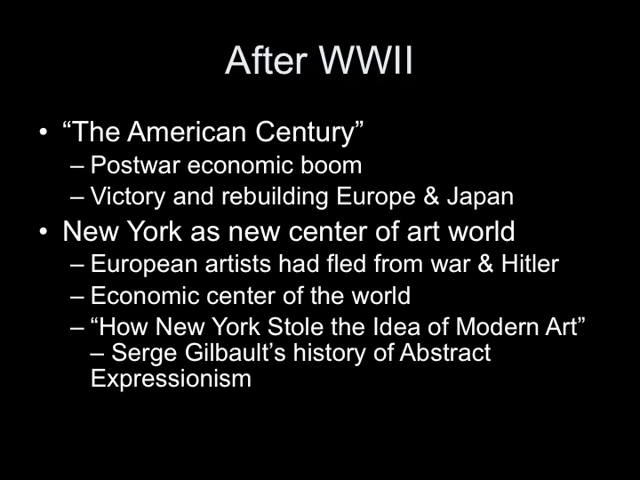 After WWII
• “The American Century”
– Postwar economic boom
– Victory and rebuilding Europe & Japan
• New York as new center of art world
– European artists had fled from war & Hitler
– Economic center of the world
– “How New York Stole the Idea of Modern Art”
– Serge Gilbault’s history of Abstract
Expressionism